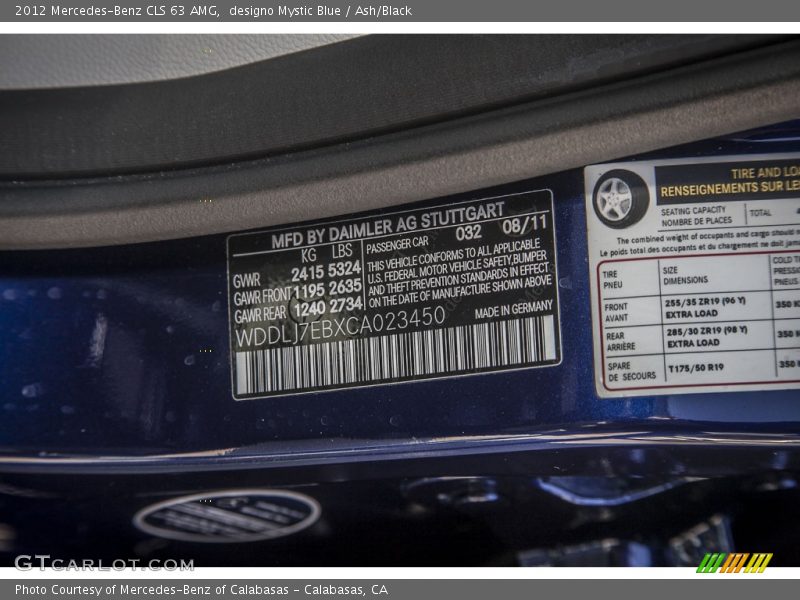 2012 Mercedes-Benz CLS 63 AMG,  designo Mystic Blue / Ash/Black
MFD BY DAIMLER AG STUTTGART
KG LBS
GVWR 2415 5324
GAWR FRONT 1195 2635
GAWR REAR 1240 2734
PASSENGER CAR 032 08/11
THIS VEHICLE CONFORMS TO ALL APPLICABLE
U.S. FEDERAL MOTOR VEHICLE SAFETY, BUMPER
AND THEFT PREVENTION STANDARDS IN EFFECT
ON THE DATE OF MANUFACTURE SHOWN ABOVE
WDDLJ7EBXCA023450
MADE IN GERMANY
TIRE AND
RENSEIGNEMENTS SUR
SEATING CAPACITY
NOMBRE DE PLACES
TOTAL
The combined weight of occupants and cargo should
Le poids total des occupants et du chargement ne doit
TIRE
PNEU
SIZE
DIMENSIONS
COLD
PNEUS
FRONT
AVANT
255/35 ZR19 (96 Y)
EXTRA LOAD
350
REAR
ARRIÈRE
285/30 ZR19 (98 Y)
EXTRA LOAD
350
SPARE
DE SECOURS
T175/50 R19
350
GTCARLOT.COM
Photo Courtesy of Mercedes-Benz of Calabasas - Calabasas, CA